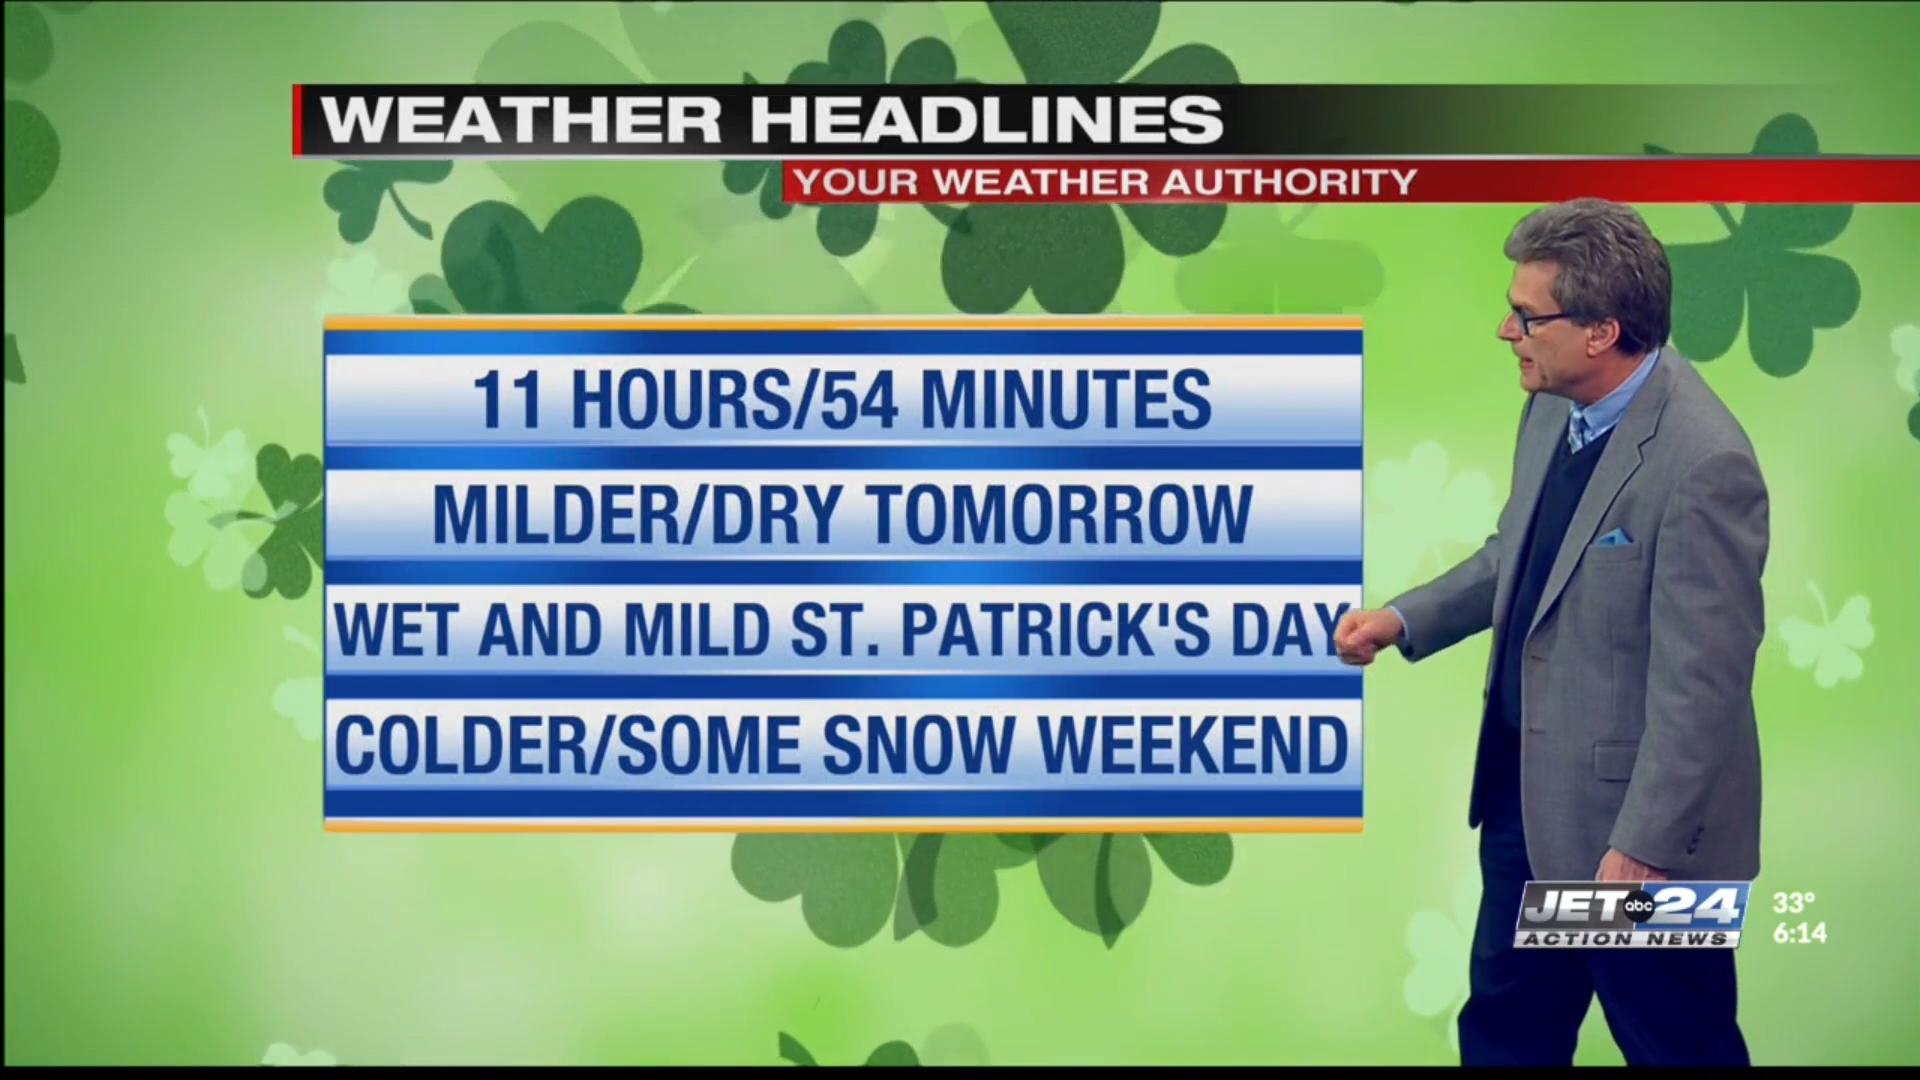 WEATHER HEADLINES
YOUR WEATHER AUTHORITY
11 HOURS/54 MINUTES
MILDER/DRY TOMORROW
WET AND MILD ST. PATRICK'S DAY
COLDER/SOME SNOW WEEKEND
JET abc 24
ACTION NEWS
33°
6:14